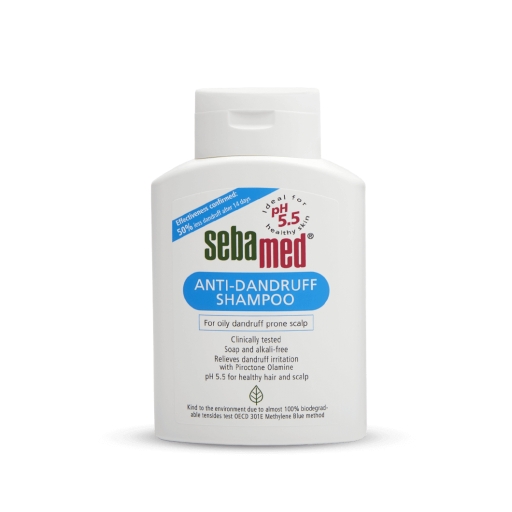 Effectiveness confirmed:
50% less dandruff after 14 days
Ideal for
pH
5.5
healthy skin
sebamed®
ANTI-DANDRUFF
SHAMPOO
For oily dandruff prone scalp
Clinically tested
Soap and alkali-free
Relieves dandruff irritation
with Piroctone Olamine
pH 5.5 for healthy hair and scalp
Kind to the environment due to almost 100% biodegrad-
able tensides test OECD 301E Methylene Blue method